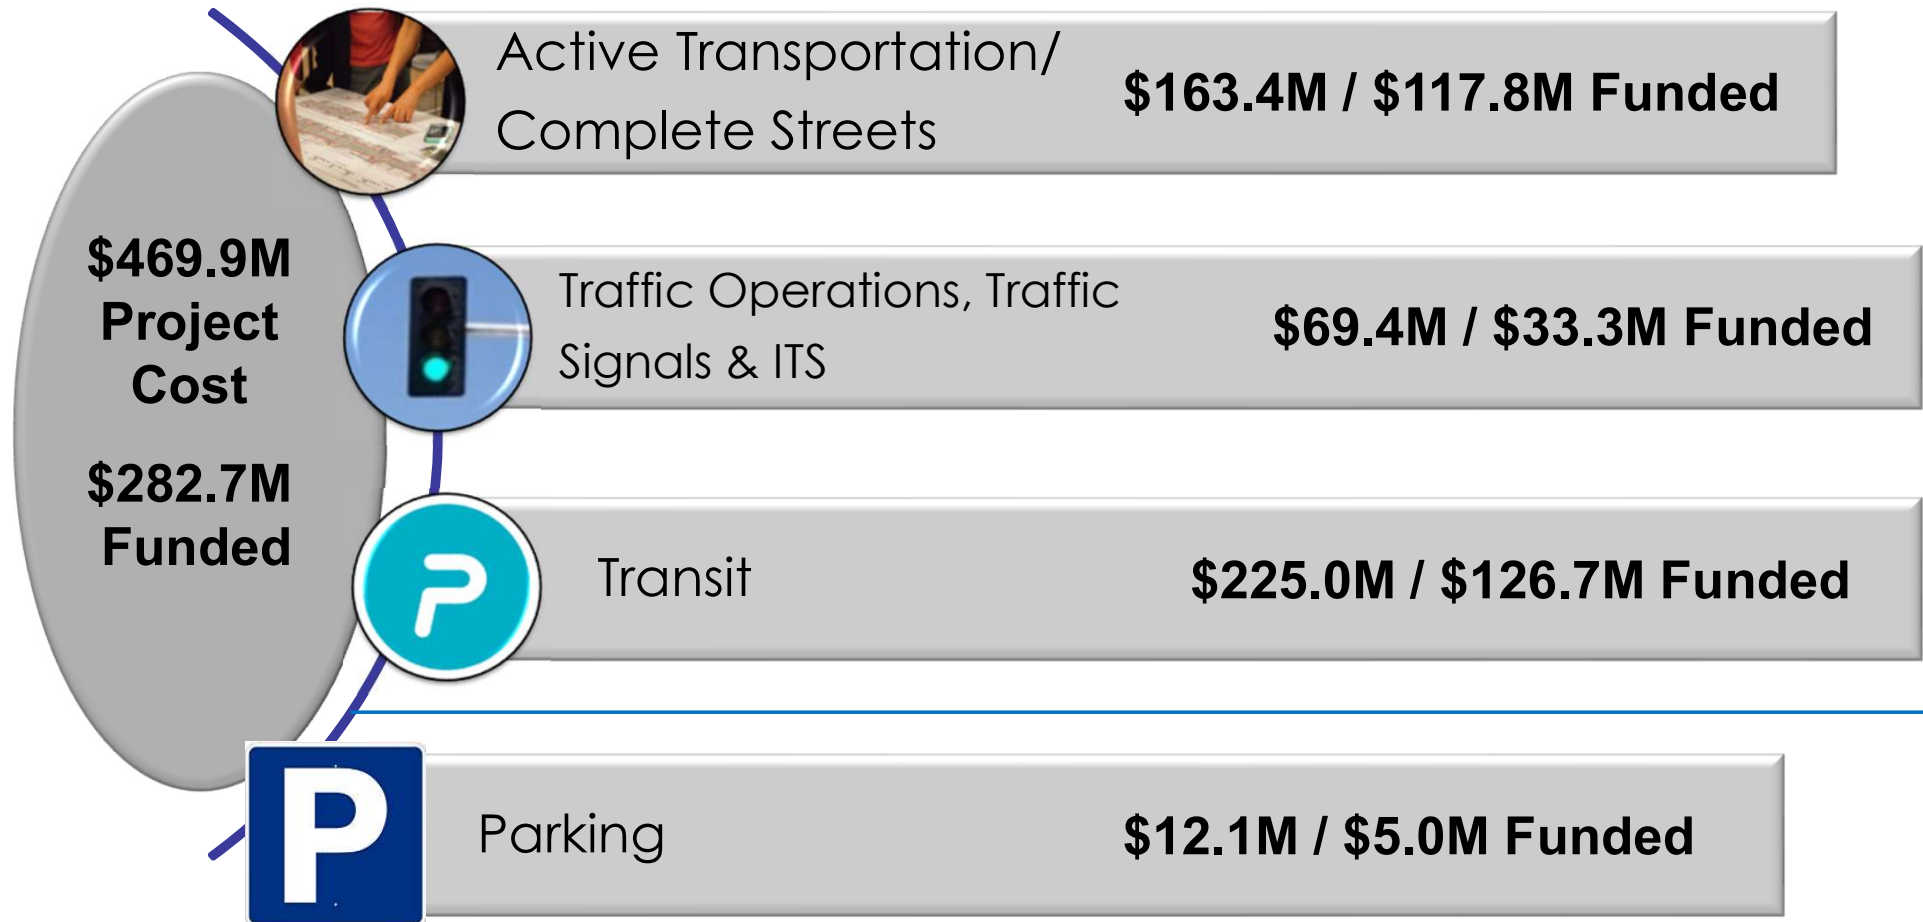 $469.9M
Project
Cost
$282.7M
Funded
Active Transportation/
Complete Streets
$163.4M / $117.8M Funded
Traffic Operations, Traffic
Signals & ITS
$69.4M / $33.3M Funded
P
Transit
$225.0M / $126.7M Funded
P
Parking
$12.1M / $5.0M Funded